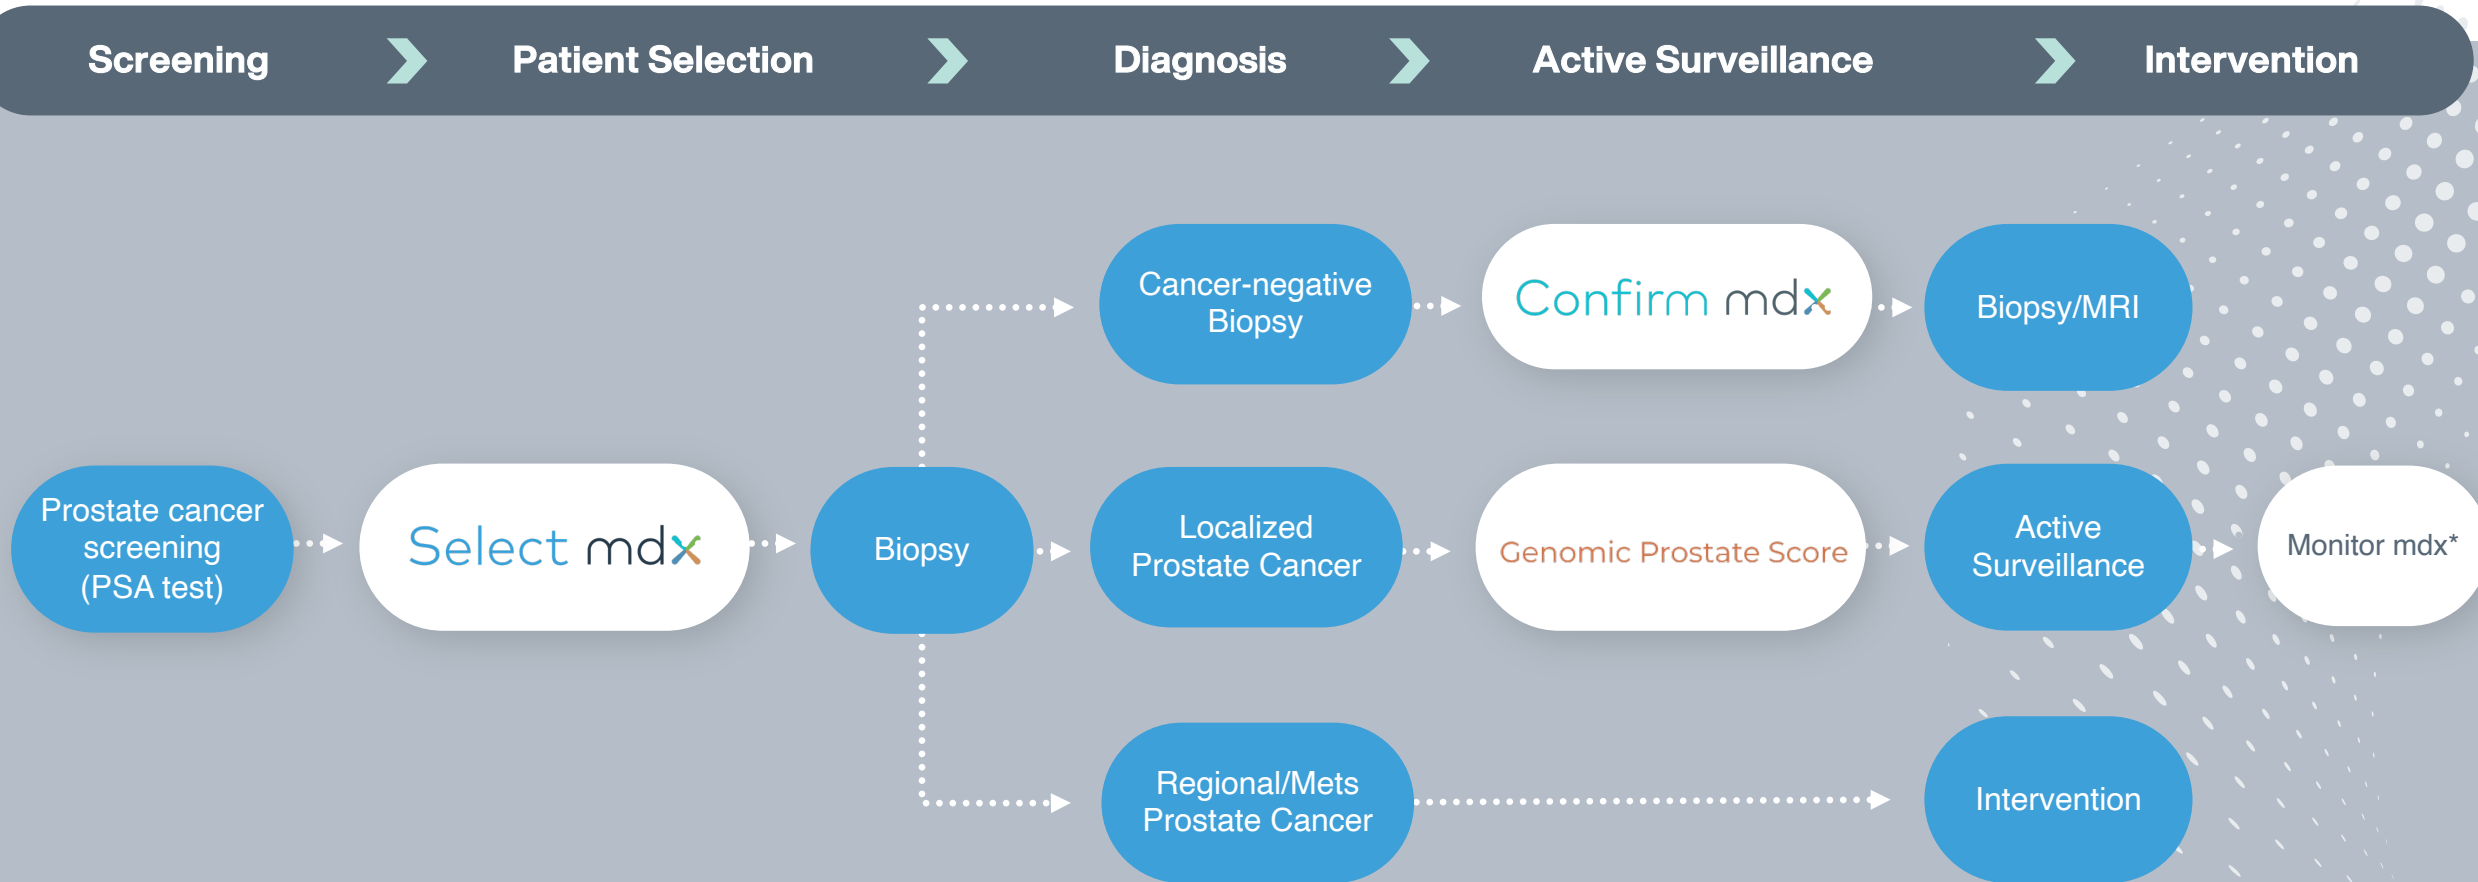 Screening
Patient Selection
Diagnosis
Active Surveillance
Intervention
Cancer-negative
Biopsy
Confirm mdx
Biopsy/MRI
Prostate cancer
screening
(PSA test)
Select mdx
Biopsy
Localized
Prostate Cancer
Genomic Prostate Score
Active
Surveillance
Monitor mdx*
Regional/Mets
Prostate Cancer
Intervention